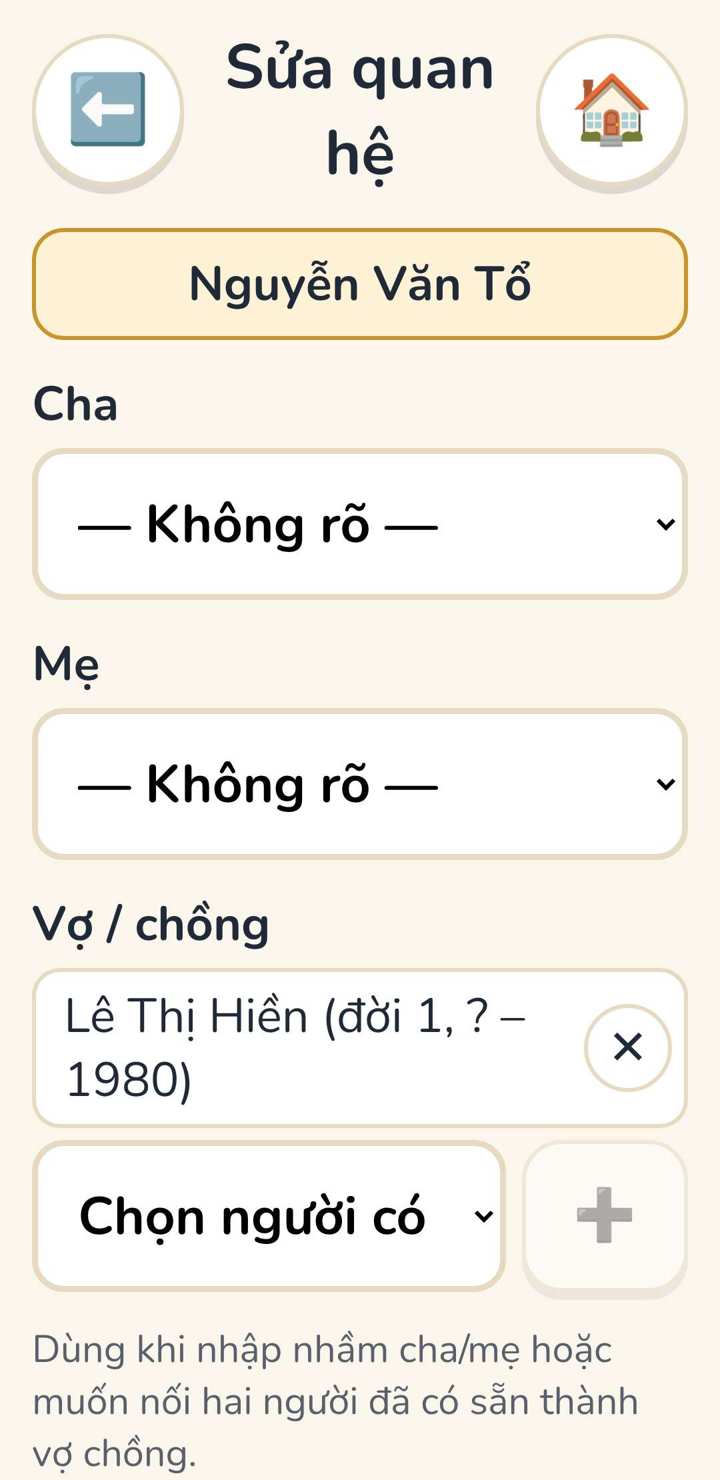 Sửa quan
hệ
Nguyễn Văn Tổ
Cha
— Không rõ —
Mẹ
— Không rõ —
Vợ / chồng
Lê Thị Hiền (đời 1, ? –
1980)
Chọn người có
Dùng khi nhập nhầm cha/mẹ hoặc
muốn nối hai người đã có sẵn thành
vợ chồng.